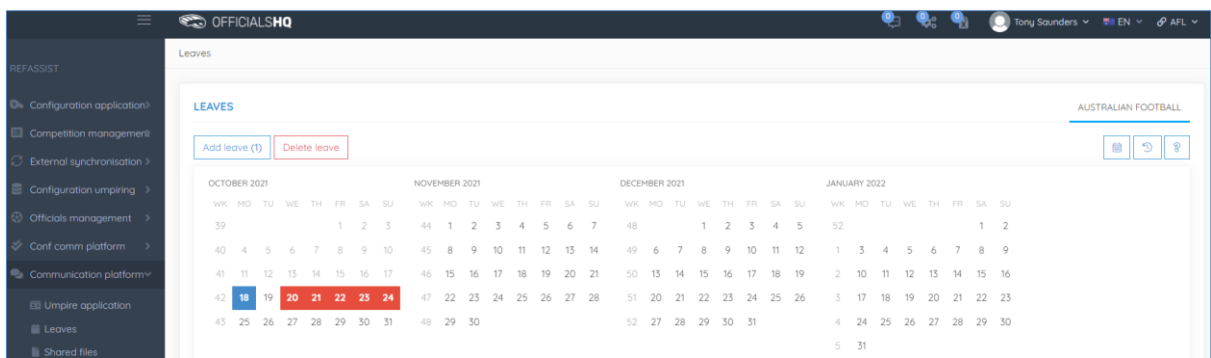 OFFICIALSHQ
0 0 0 Tony Saunders EN AFL
REFASSIST
Configuration application
Competition management
External synchronisation
Configuration umpiring
Officials management
Conf comm platform
Communication platform
Umpire application
Leaves
Shared files
Leaves
LEAVES
AUSTRALIAN FOOTBALL
Add leave (1) Delete leave
OCTOBER 2021
WK MO TU WE TH FR SA SU
39 1 2 3
40 4 5 6 7 8 9 10
41 11 12 13 14 15 16 17
42 18 19 20 21 22 23 24
43 25 26 27 28 29 30 31
NOVEMBER 2021
WK MO TU WE TH FR SA SU
44 1 2 3 4 5 6 7
45 8 9 10 11 12 13 14
46 15 16 17 18 19 20 21
47 22 23 24 25 26 27 28
48 29 30
DECEMBER 2021
WK MO TU WE TH FR SA SU
48 1 2 3 4 5
49 6 7 8 9 10 11 12
50 13 14 15 16 17 18 19
51 20 21 22 23 24 25 26
52 27 28 29 30 31
JANUARY 2022
WK MO TU WE TH FR SA SU
52 1 2
1 3 4 5 6 7 8 9
2 10 11 12 13 14 15 16
3 17 18 19 20 21 22 23
4 24 25 26 27 28 29 30
5 31